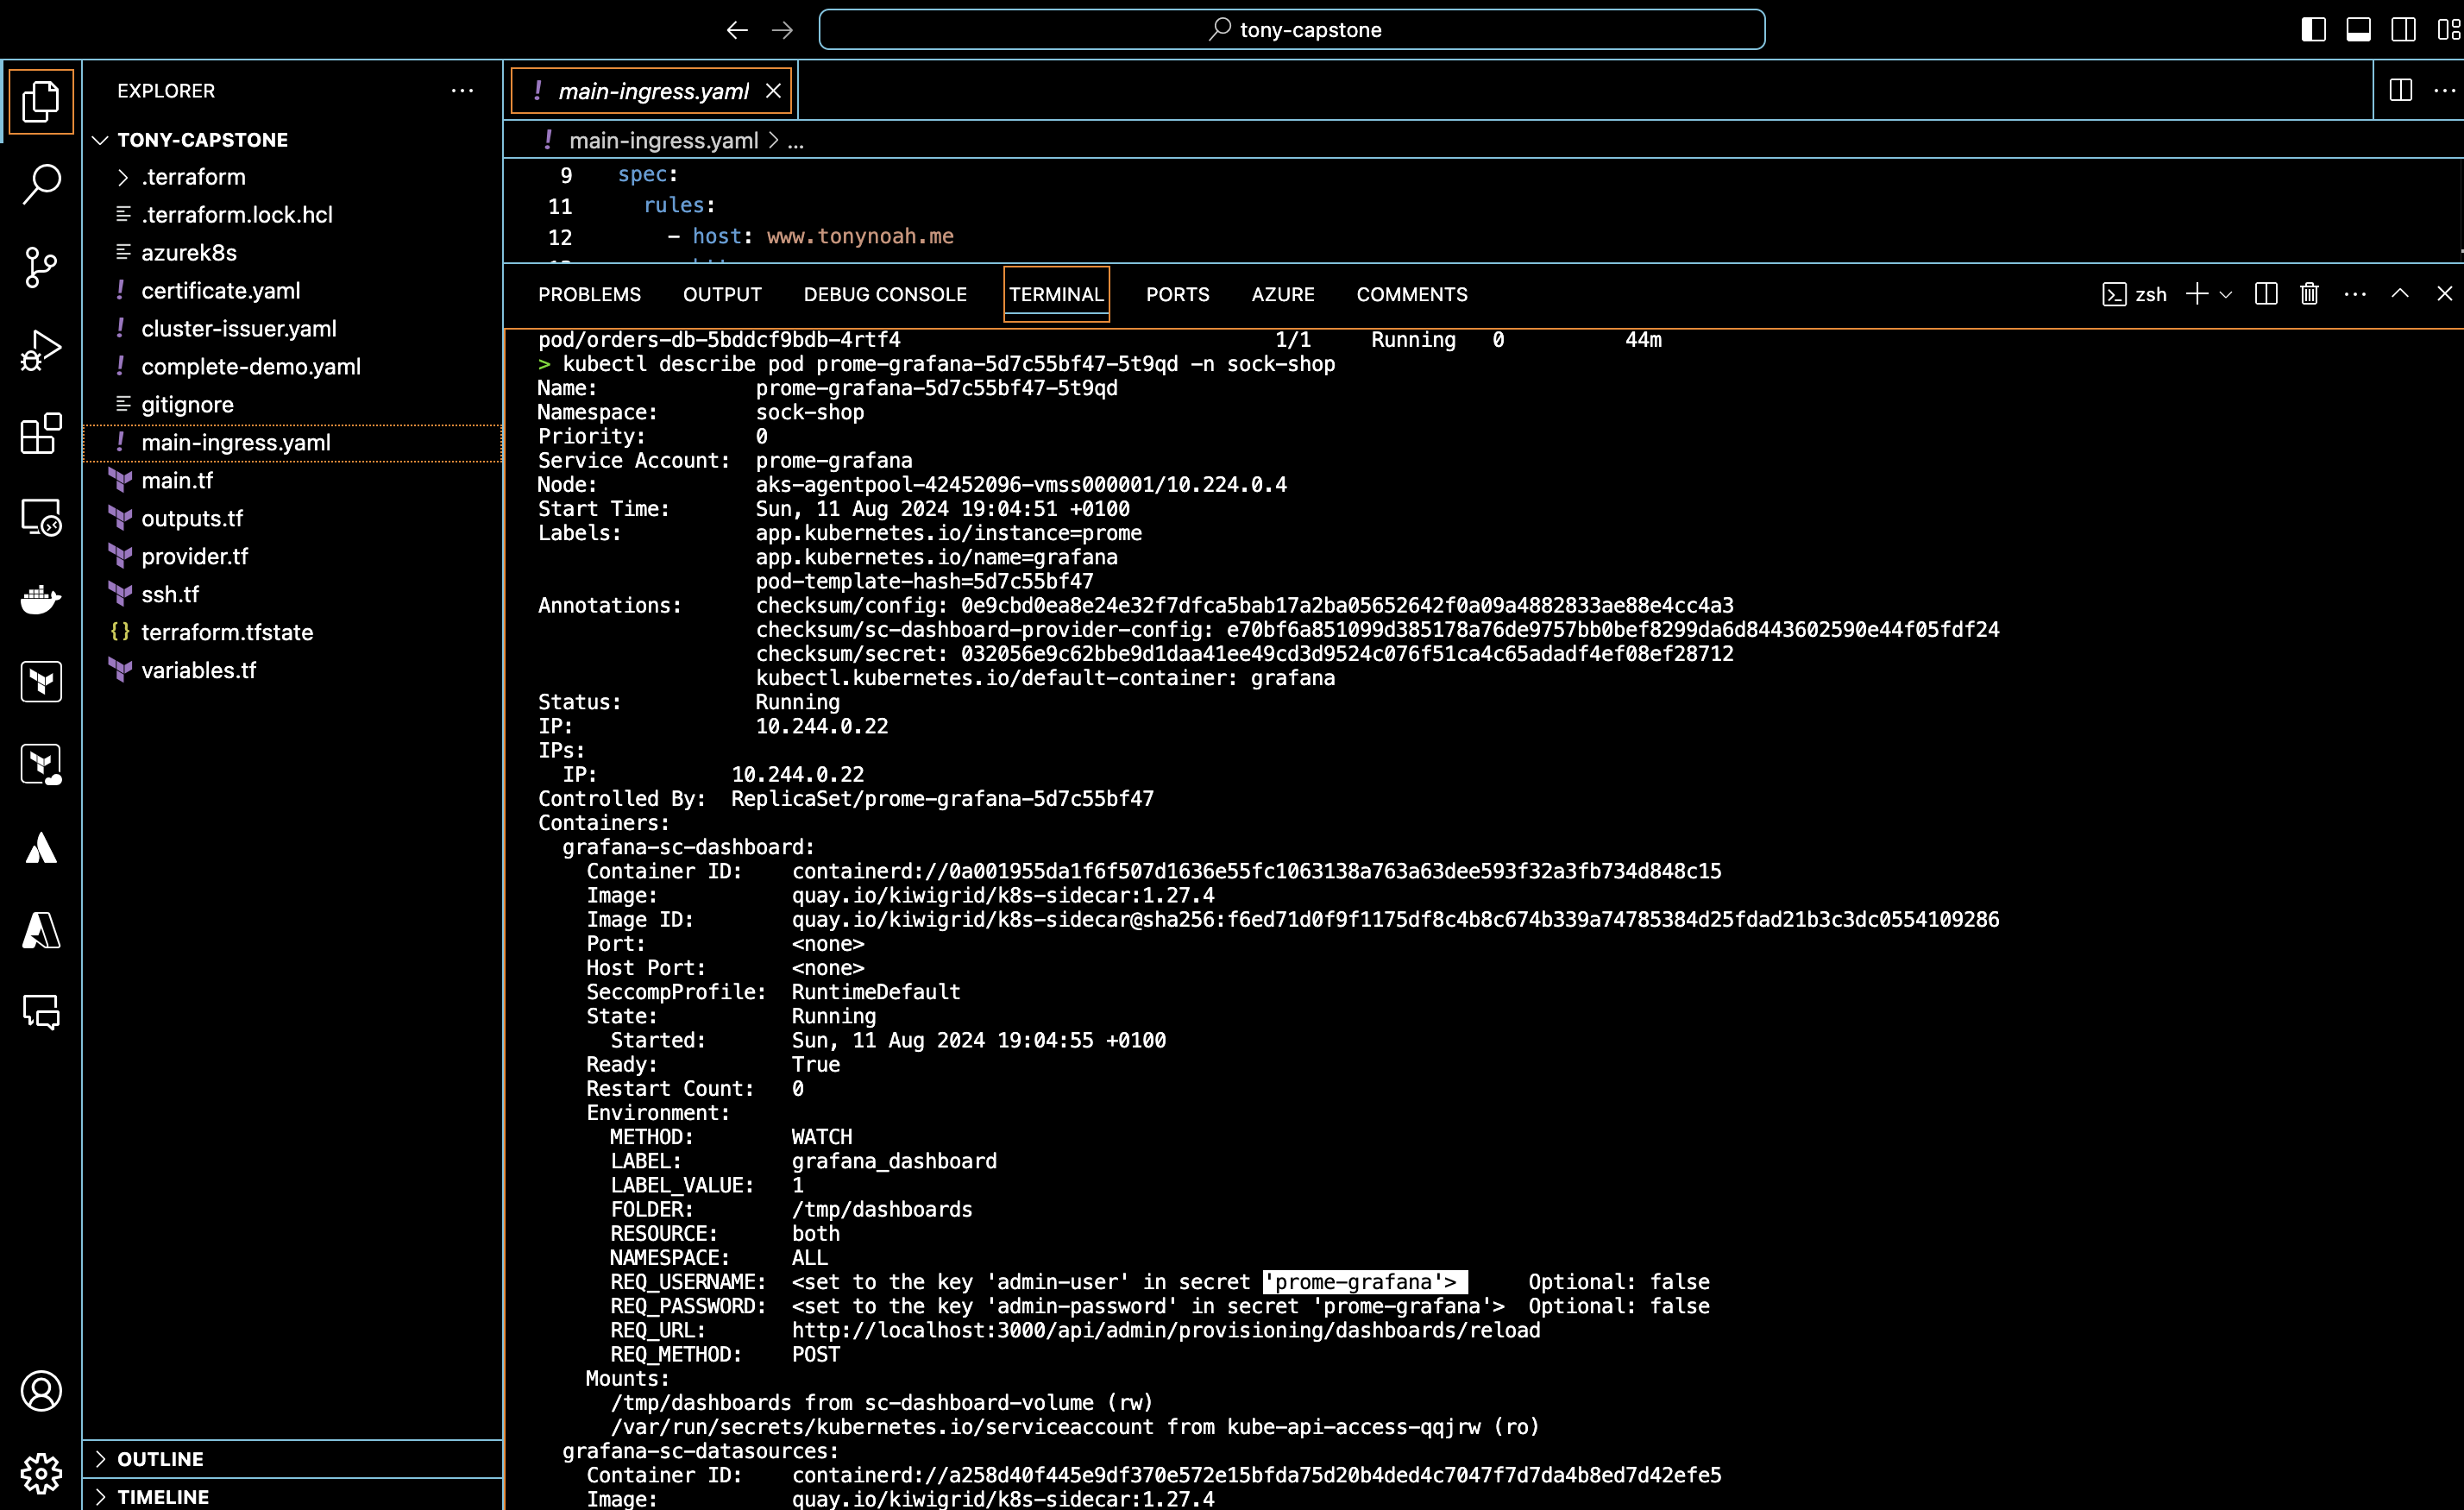 tony-capstone
EXPLORER
TONY-CAPSTONE
.terraform
.terraform.lock.hcl
azurek8s
certificate.yaml
cluster-issuer.yaml
complete-demo.yaml
gitignore
main-ingress.yaml
main.tf
outputs.tf
provider.tf
ssh.tf
terraform.tfstate
variables.tf
OUTLINE
TIMELINE
main-ingress.yaml
main-ingress.yaml > ...
9 spec:
11 rules:
12 - host: www.tonynoah.me
PROBLEMS OUTPUT DEBUG CONSOLE TERMINAL PORTS AZURE COMMENTS zsh
pod/orders-db-5bddcf9bdb-4rtf4 1/1 Running 0 44m
> kubectl describe pod prome-grafana-5d7c55bf47-5t9qd -n sock-shop
Name: prome-grafana-5d7c55bf47-5t9qd
Namespace: sock-shop
Priority: 0
Service Account: prome-grafana
Node: aks-agentpool-42452096-vmss000001/10.224.0.4
Start Time: Sun, 11 Aug 2024 19:04:51 +0100
Labels: app.kubernetes.io/instance=prome
app.kubernetes.io/name=grafana
pod-template-hash=5d7c55bf47
Annotations: checksum/config: 0e9cbd0ea8e24e32f7dfca5bab17a2ba05652642f0a09a4882833ae88e4cc4a3
checksum/sc-dashboard-provider-config: e70bf6a851099d385178a76de9757bb0bef8299da6d8443602590e44f05fdf24
checksum/secret: 032056e9c62bbe9d1daa41ee49cd3d9524c076f51ca4c65adadf4ef08ef28712
kubectl.kubernetes.io/default-container: grafana
Status: Running
IP: 10.244.0.22
IPs:
IP: 10.244.0.22
Controlled By: ReplicaSet/prome-grafana-5d7c55bf47
Containers:
grafana-sc-dashboard:
Container ID: containerd://0a001955da1f6f507d1636e55fc1063138a763a63dee593f32a3fb734d848c15
Image: quay.io/kiwigrid/k8s-sidecar:1.27.4
Image ID: quay.io/kiwigrid/k8s-sidecar@sha256:f6ed71d0f9f1175df8c4b8c674b339a74785384d25fdad21b3c3dc0554109286
Port: <none>
Host Port: <none>
SeccompProfile: RuntimeDefault
State: Running
Started: Sun, 11 Aug 2024 19:04:55 +0100
Ready: True
Restart Count: 0
Environment:
METHOD: WATCH
LABEL: grafana_dashboard
LABEL_VALUE: 1
FOLDER: /tmp/dashboards
RESOURCE: both
NAMESPACE: ALL
REQ_USERNAME: <set to the key 'admin-user' in secret 'prome-grafana'> Optional: false
REQ_PASSWORD: <set to the key 'admin-password' in secret 'prome-grafana'> Optional: false
REQ_URL: http://localhost:3000/api/admin/provisioning/dashboards/reload
REQ_METHOD: POST
Mounts:
/tmp/dashboards from sc-dashboard-volume (rw)
/var/run/secrets/kubernetes.io/serviceaccount from kube-api-access-qqjrw (ro)
grafana-sc-datasources:
Container ID: containerd://a258d40f445e9df370e572e15bfda75d20b4ded4c7047f7d7da4b8ed7d42efe5
Image: quay.io/kiwigrid/k8s-sidecar:1.27.4